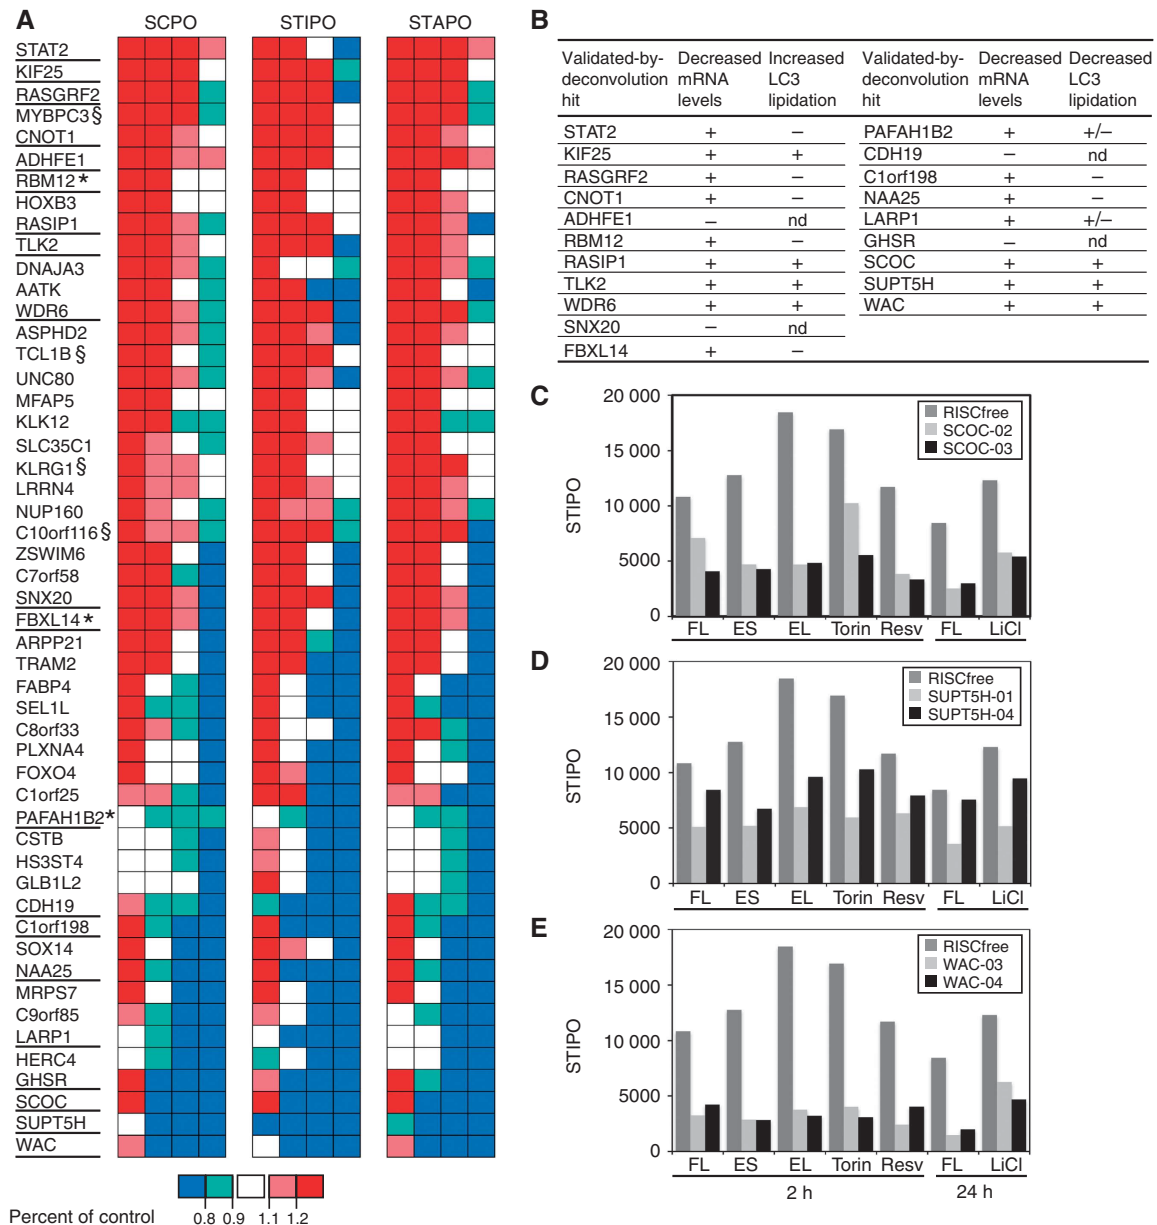 A
SCPO STIPO STAPO
STAT2
KIF25
RASGRF2
MYBPC3 §
CNOT1
ADHFE1
RBM12 *
HOXB3
RASIP1
TLK2
DNAJA3
AATK
WDR6
ASPHD2
TCL1B §
UNC80
MFAP5
KLK12
SLC35C1
KLRG1 §
LRRN4
NUP160
C10orf116 §
ZSWIM6
C7orf58
SNX20
FBXL14 *
ARPP21
TRAM2
FABP4
SEL1L
C8orf33
PLXNA4
FOXO4
C1orf25
PAFAH1B2 *
CSTB
HS3ST4
GLB1L2
CDH19
C1orf198
SOX14
NAA25
MRPS7
C9orf85
LARP1
HERC4
GHSR
SCOC
SUPT5H
WAC
Percent of control 0.8 0.9 1.1 1.2
B
Validated-by- Decreased Increased Validated-by- Decreased Decreased
deconvolution mRNA LC3 deconvolution mRNA LC3
hit levels lipidation hit levels lipidation
STAT2 + – PAFAH1B2 + +/–
KIF25 + + CDH19 – nd
RASGRF2 + – C1orf198 + –
CNOT1 + – NAA25 + –
ADHFE1 – nd LARP1 + +/–
RBM12 + – GHSR – nd
RASIP1 + + SCOC + +
TLK2 + + SUPT5H + +
WDR6 + + WAC + +
SNX20 – nd
FBXL14 + –
C
20 000
15 000
10 000
5000
0
STIPO
RISCfree
SCOC-02
SCOC-03
FL ES EL Torin Resv FL LiCl
D
20 000
15 000
10 000
5000
0
STIPO
RISCfree
SUPT5H-01
SUPT5H-04
FL ES EL Torin Resv FL LiCl
E
20 000
15 000
10 000
5000
0
STIPO
RISCfree
WAC-03
WAC-04
FL ES EL Torin Resv FL LiCl
2 h 24 h